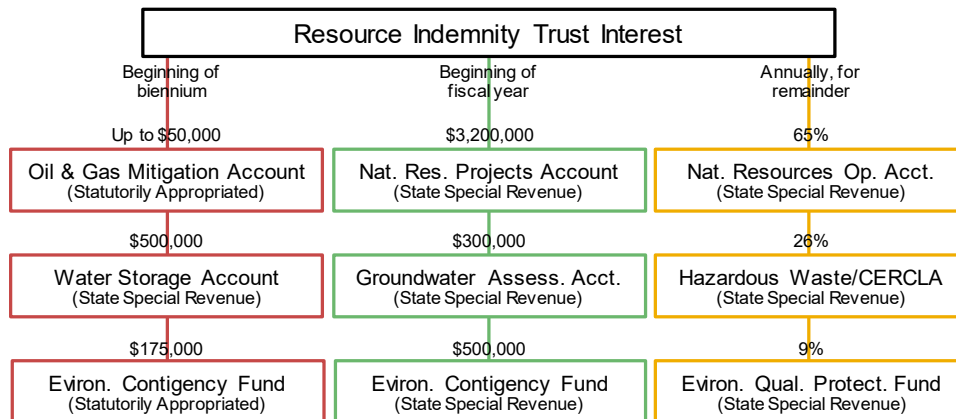 Resource Indemnity Trust Interest
Beginning of
biennium
Beginning of
fiscal year
Annually, for
remainder
Up to $50,000
$3,200,000
65%
Oil & Gas Mitigation Account
(Statutorily Appropriated)
Nat. Res. Projects Account
(State Special Revenue)
Nat. Resources Op. Acct.
(State Special Revenue)
$500,000
$300,000
26%
Water Storage Account
(State Special Revenue)
Groundwater Assess. Acct.
(State Special Revenue)
Hazardous Waste/CERCLA
(State Special Revenue)
$175,000
$500,000
9%
Eviron. Contigency Fund
(Statutorily Appropriated)
Eviron. Contigency Fund
(State Special Revenue)
Eviron. Qual. Protect. Fund
(State Special Revenue)